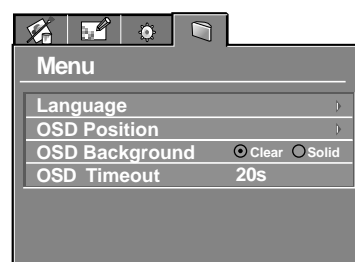 Menu
Language
OSD Position
OSD Background Clear Solid
OSD Timeout 20s